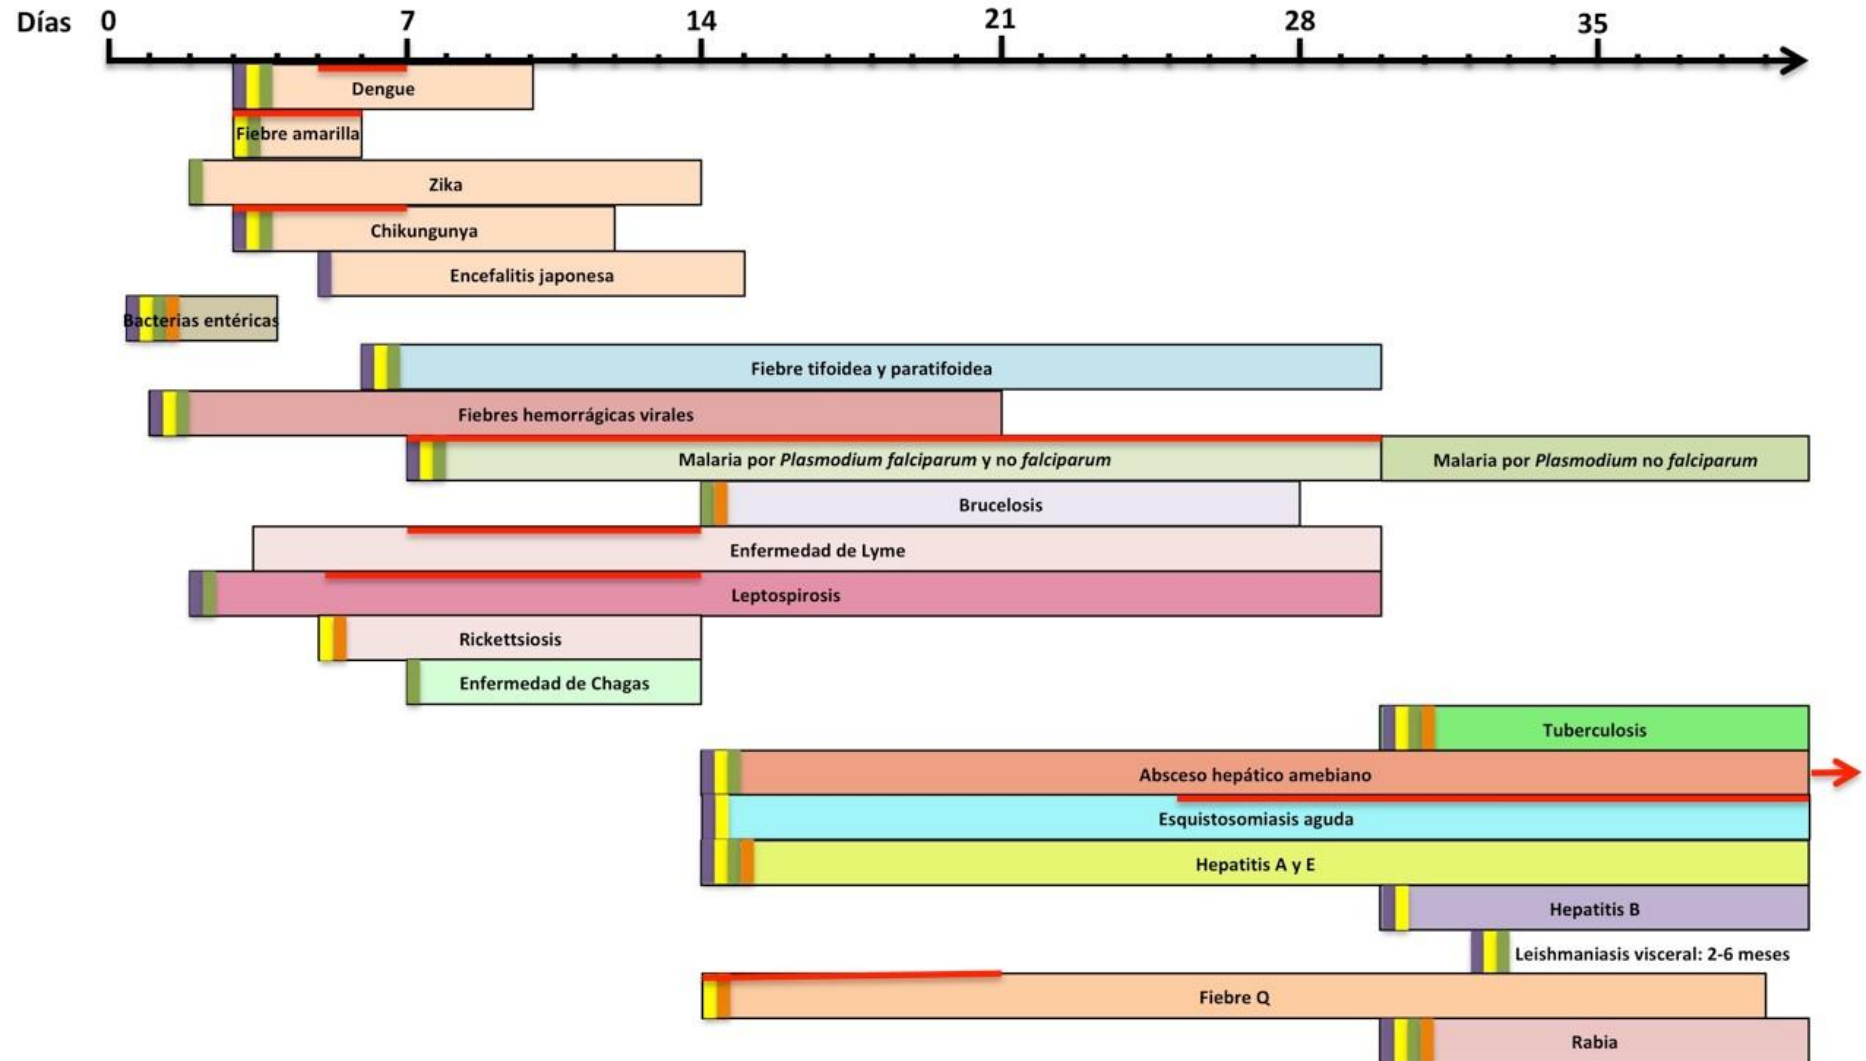 Días 0 7 14 21 28 35
Dengue
Fiebre amarilla
Zika
Chikungunya
Encefalitis japonesa
Bacterias entéricas
Fiebre tifoidea y paratifoidea
Fiebres hemorrágicas virales
Malaria por Plasmodium falciparum y no falciparum Malaria por Plasmodium no falciparum
Brucelosis
Enfermedad de Lyme
Leptospirosis
Rickettsiosis
Enfermedad de Chagas
Tuberculosis
Absceso hepático amebiano
Esquistosomiasis aguda
Hepatitis A y E
Hepatitis B
Leishmaniasis visceral: 2-6 meses
Fiebre Q
Rabia